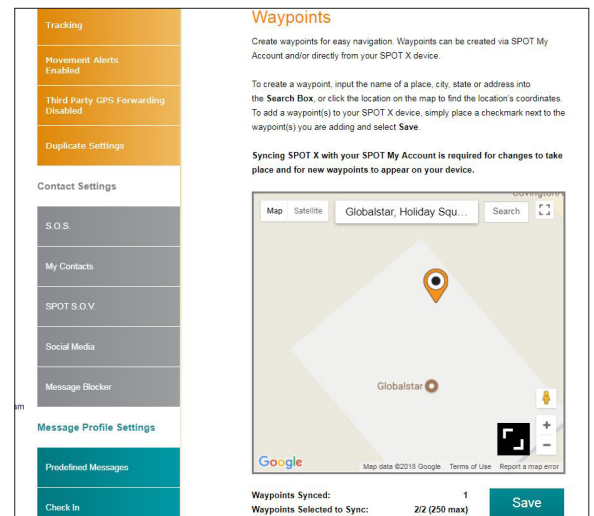 Tracking
Movement Alerts
Enabled
Third Party GPS Forwarding
Disabled
Duplicate Settings
Contact Settings
S.O.S.
My Contacts
SPOT S.O.V.
Social Media
Message Blocker
am
Message Profile Settings
Predefined Messages
Check In
Waypoints
Create waypoints for easy navigation. Waypoints can be created via SPOT My
Account and/or directly from your SPOT X device.
To create a waypoint, input the name of a place, city, state or address into
the Search Box, or click the location on the map to find the location's coordinates.
To add a waypoint(s) to your SPOT X device, simply place a checkmark next to the
waypoint(s) you are adding and select Save.
Syncing SPOT X with your SPOT My Account is required for changes to take
place and for new waypoints to appear on your device.
Map Satellite Globalstar, Holiday Squ... Search
Globalstar
+
−
Google Map data ©2018 Google Terms of Use Report a map error
Waypoints Synced: 1
Waypoints Selected to Sync: 2/2 (250 max)
Save